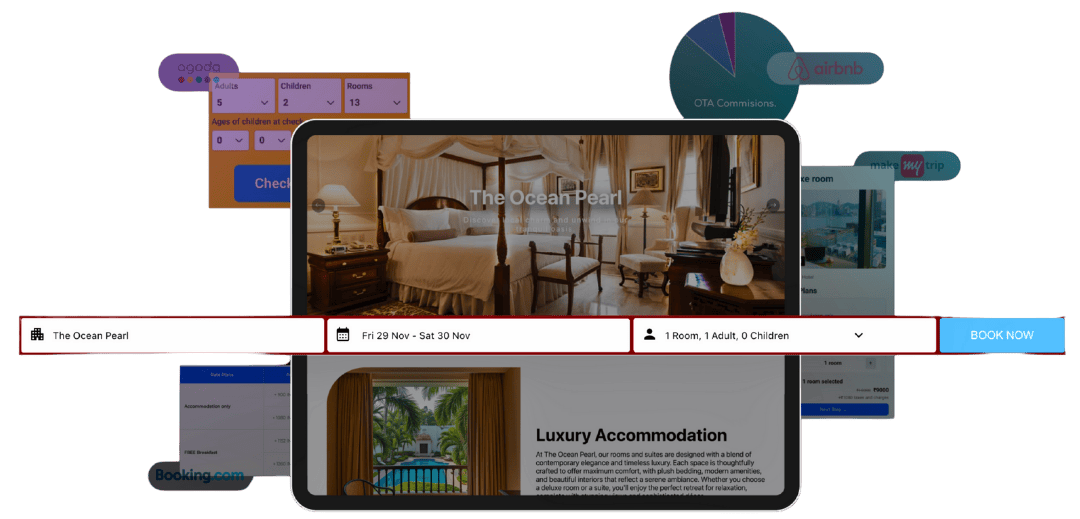 agoda
Adults
Children
Rooms
5
2
13
Ages of children at check
0
0
Check
OTA Commisions.
airbnb
make my trip
xe room
The Ocean Pearl
Plans
The Ocean Pearl
Fri 29 Nov - Sat 30 Nov
1 Room, 1 Adult, 0 Children
BOOK NOW
Rate Plans
Accommodation only
FREE Breakfast
Booking.com
1 room
+
1 room selected
Next Step
Luxury Accommodation
At The Ocean Pearl, our rooms and suites are designed with a blend of
contemporary elegance and timeless luxury. Each space is thoughtfully
crafted to offer maximum comfort, with plush bedding, modern amenities,
and beautiful interiors that reflect a serene ambiance. Whether you choose
a deluxe room or a suite, you'll enjoy the perfect retreat for relaxation,